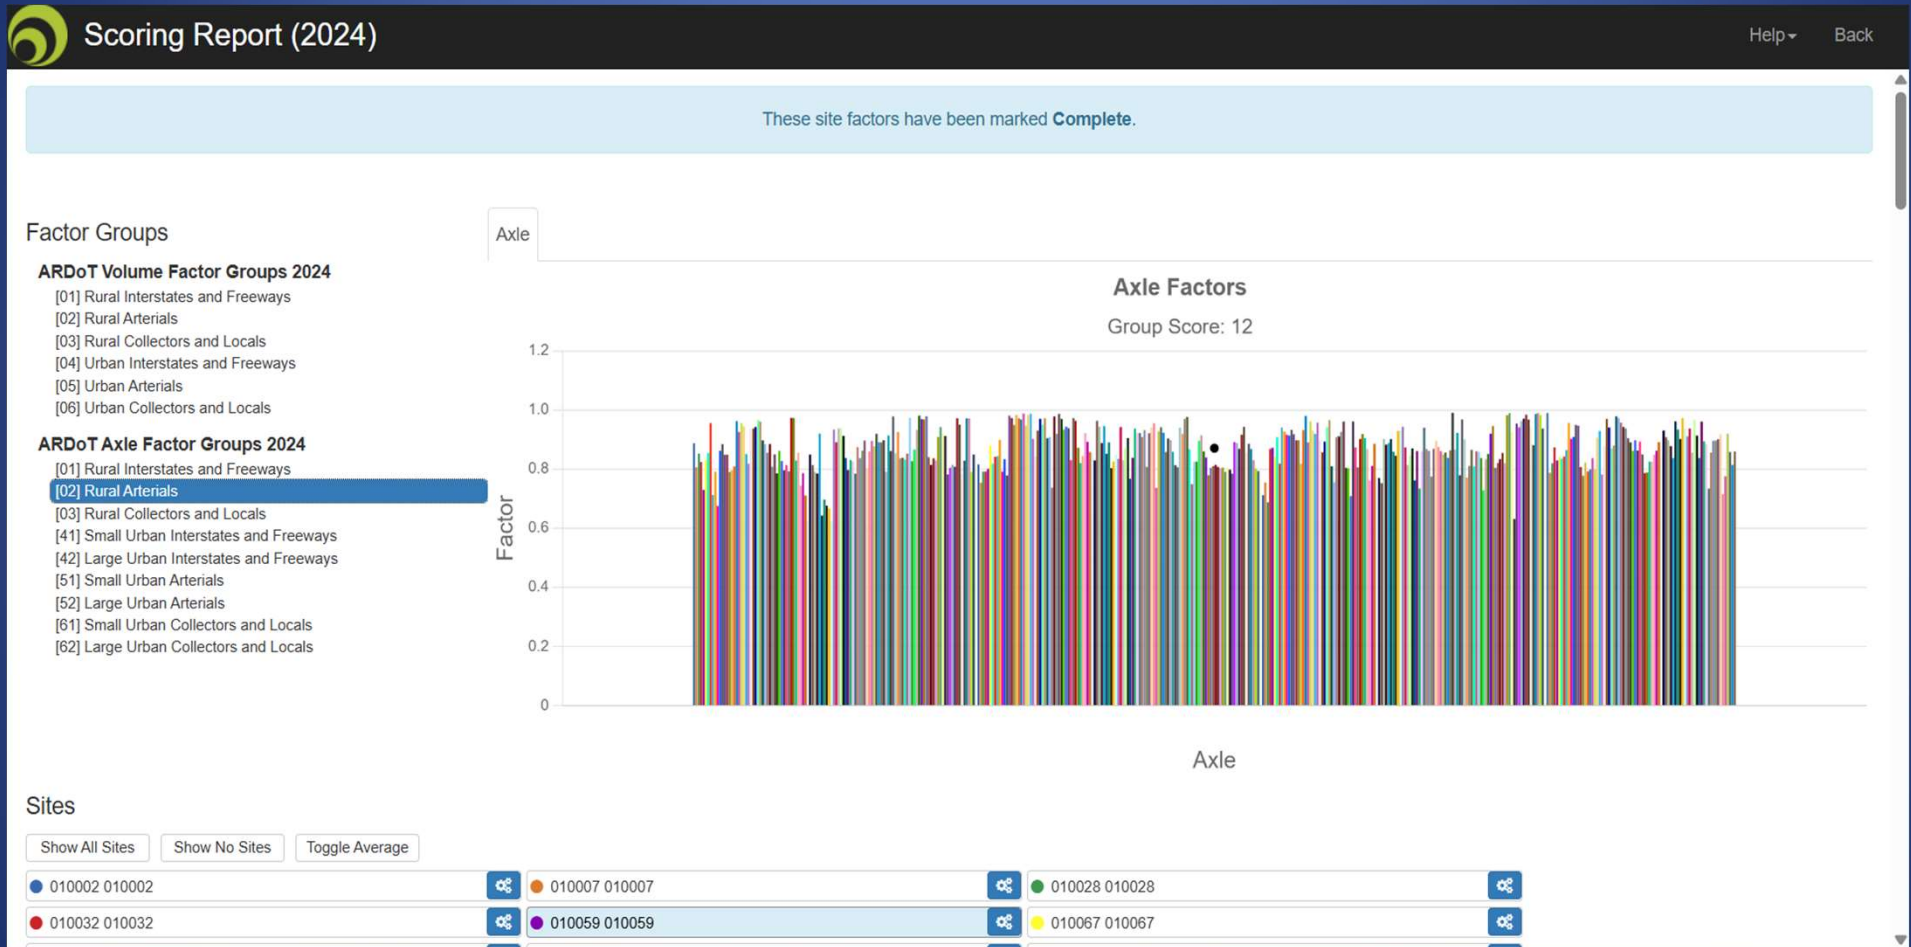 Scoring Report (2024)
Help
Back
These site factors have been marked Complete.
Factor Groups
ARDoT Volume Factor Groups 2024
[01] Rural Interstates and Freeways
[02] Rural Arterials
[03] Rural Collectors and Locals
[04] Urban Interstates and Freeways
[05] Urban Arterials
[06] Urban Collectors and Locals
ARDoT Axle Factor Groups 2024
[01] Rural Interstates and Freeways
[02] Rural Arterials
[03] Rural Collectors and Locals
[41] Small Urban Interstates and Freeways
[42] Large Urban Interstates and Freeways
[51] Small Urban Arterials
[52] Large Urban Arterials
[61] Small Urban Collectors and Locals
[62] Large Urban Collectors and Locals
Axle
Axle Factors
Group Score: 12
1.2
1.0
0.8
0.6
0.4
0.2
0
Factor
Axle
Sites
Show All Sites
Show No Sites
Toggle Average
010002 010002
010007 010007
010028 010028
010032 010032
010059 010059
010067 010067